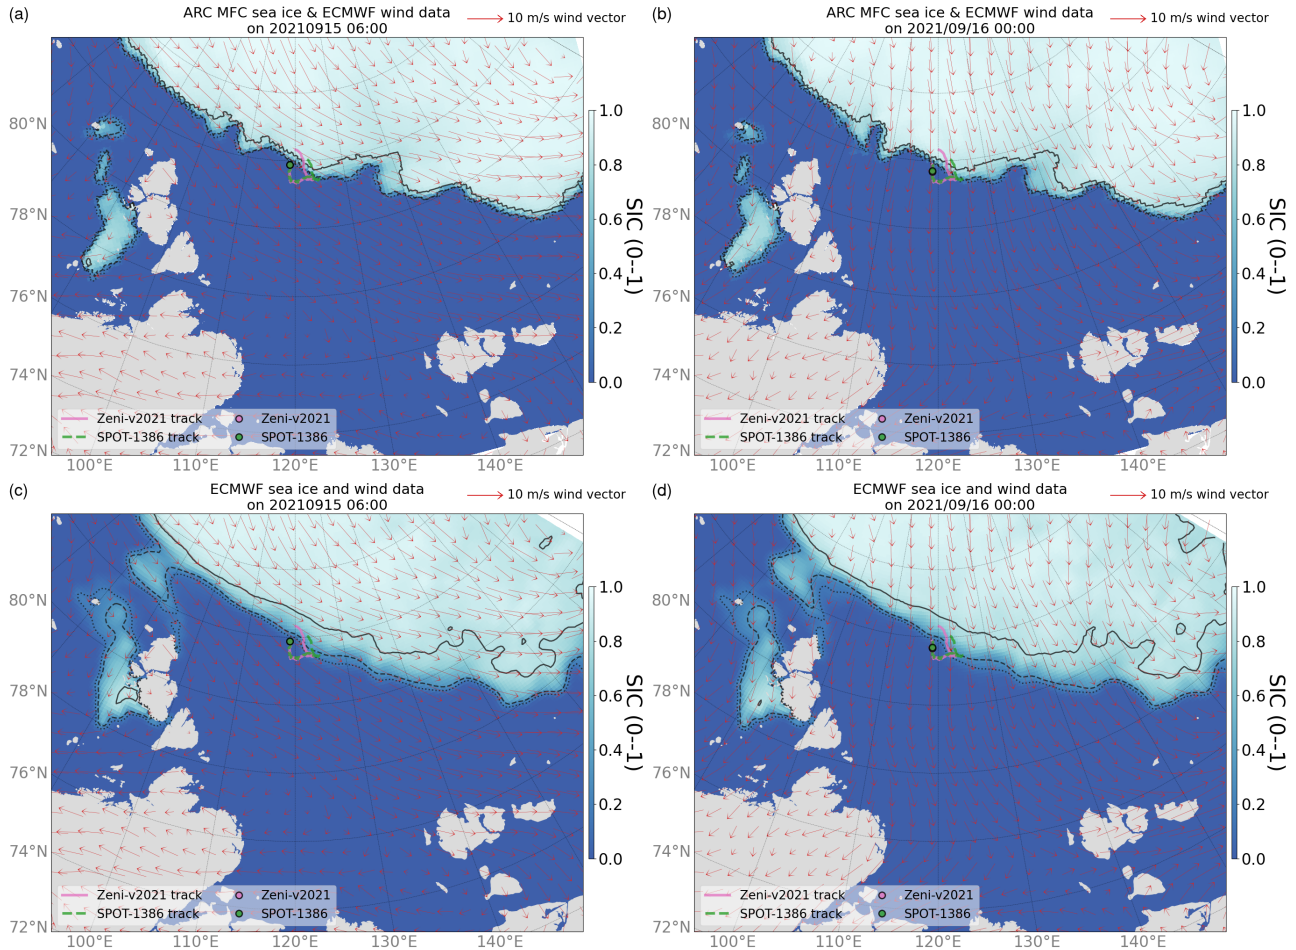 (a)
ARC MFC sea ice & ECMWF wind data
on 20210915 06:00
10 m/s wind vector
80°N
78°N
76°N
74°N
72°N
100°E
110°E
120°E
130°E
140°E
1.0
0.8
0.6
0.4
0.2
0.0
SIC (0--1)
Zeni-v2021 track
SPOT-1386 track
Zeni-v2021
SPOT-1386
(b)
ARC MFC sea ice & ECMWF wind data
on 2021/09/16 00:00
10 m/s wind vector
80°N
78°N
76°N
74°N
72°N
100°E
110°E
120°E
130°E
140°E
1.0
0.8
0.6
0.4
0.2
0.0
SIC (0--1)
Zeni-v2021 track
SPOT-1386 track
Zeni-v2021
SPOT-1386
(c)
ECMWF sea ice and wind data
on 20210915 06:00
10 m/s wind vector
80°N
78°N
76°N
74°N
72°N
100°E
110°E
120°E
130°E
140°E
1.0
0.8
0.6
0.4
0.2
0.0
SIC (0--1)
Zeni-v2021 track
SPOT-1386 track
Zeni-v2021
SPOT-1386
(d)
ECMWF sea ice and wind data
on 2021/09/16 00:00
10 m/s wind vector
80°N
78°N
76°N
74°N
72°N
100°E
110°E
120°E
130°E
140°E
1.0
0.8
0.6
0.4
0.2
0.0
SIC (0--1)
Zeni-v2021 track
SPOT-1386 track
Zeni-v2021
SPOT-1386